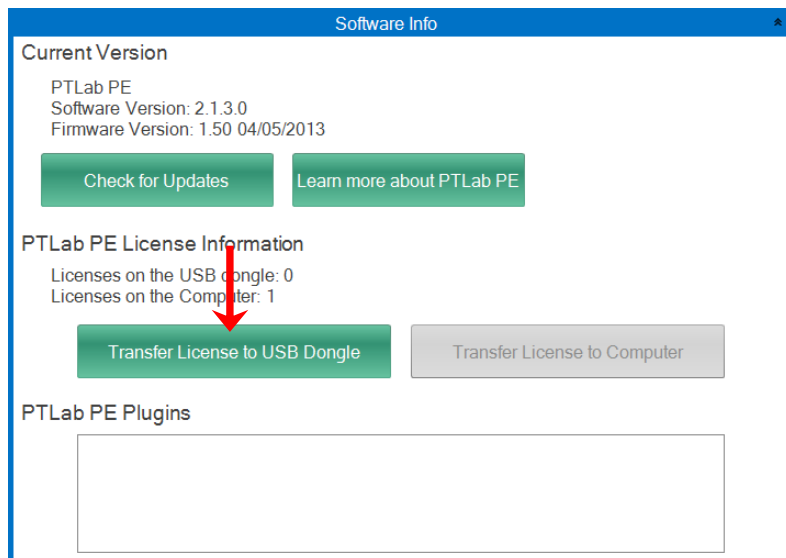 Software Info
Current Version
PTLab PE
Software Version: 2.1.3.0
Firmware Version: 1.50 04/05/2013
Check for Updates
Learn more about PTLab PE
PTLab PE License Information
Licenses on the USB dongle: 0
Licenses on the Computer: 1
Transfer License to USB Dongle
Transfer License to Computer
PTLab PE Plugins